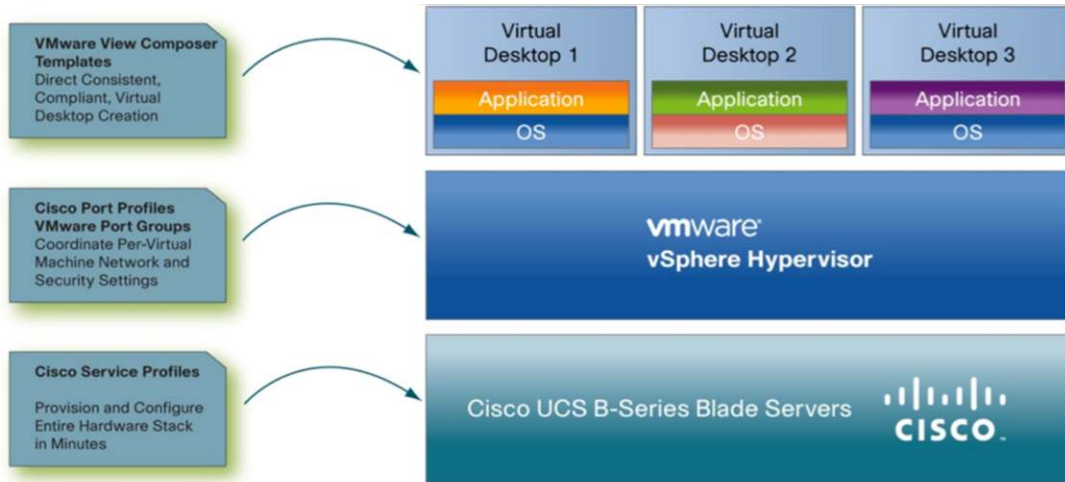 VMware View Composer
Templates
Direct Consistent,
Compliant, Virtual
Desktop Creation
Virtual
Desktop 1
Application
OS
Virtual
Desktop 2
Application
OS
Virtual
Desktop 3
Application
OS
Cisco Port Profiles
VMware Port Groups
Coordinate Per-Virtual
Machine Network and
Security Settings
vmware®
vSphere Hypervisor
Cisco Service Profiles
Provision and Configure
Entire Hardware Stack
in Minutes
Cisco UCS B-Series Blade Servers
CISCO™